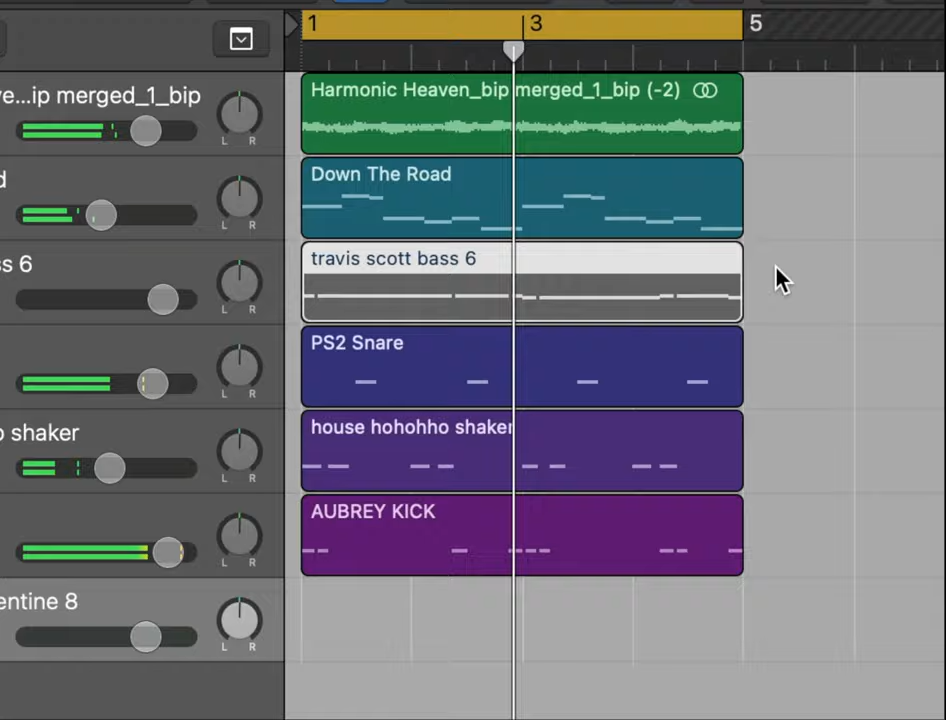 1
3
5
ve...ip merged_1_bip
L R
Harmonic Heaven_bip merged_1_bip (-2)
d
L R
Down The Road
ss 6
L R
travis scott bass 6
L R
PS2 Snare
o shaker
L R
house hohohho shaker
L R
AUBREY KICK
entine 8
L R